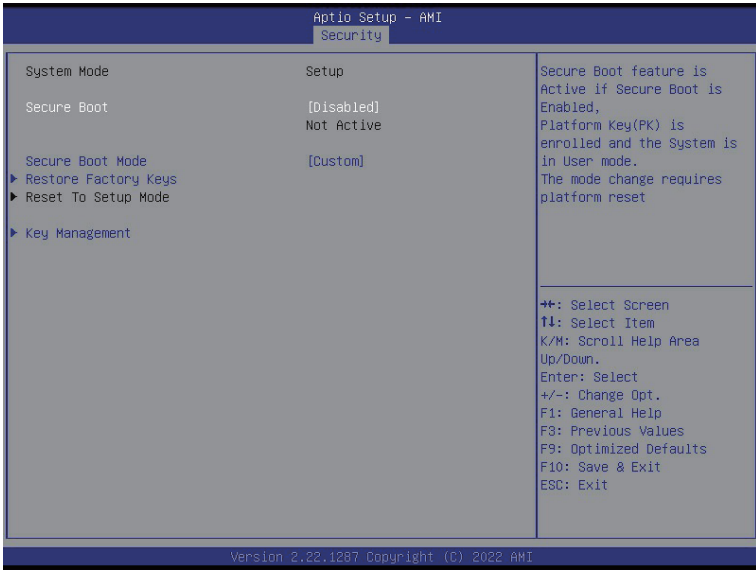 Aptio Setup - AMI
Security
System Mode Setup
Secure Boot [Disabled]
Not Active
Secure Boot Mode [Custom]
▶ Restore Factory Keys
▶ Reset To Setup Mode
▶ Key Management
Secure Boot feature is
Active if Secure Boot is
Enabled,
Platform Key(PK) is
enrolled and the System is
in User mode.
The mode change requires
platform reset
→←: Select Screen
↑↓: Select Item
K/M: Scroll Help Area
Up/Down.
Enter: Select
+/-: Change Opt.
F1: General Help
F3: Previous Values
F9: Optimized Defaults
F10: Save & Exit
ESC: Exit
Version 2.22.1287 Copyright (C) 2022 AMI